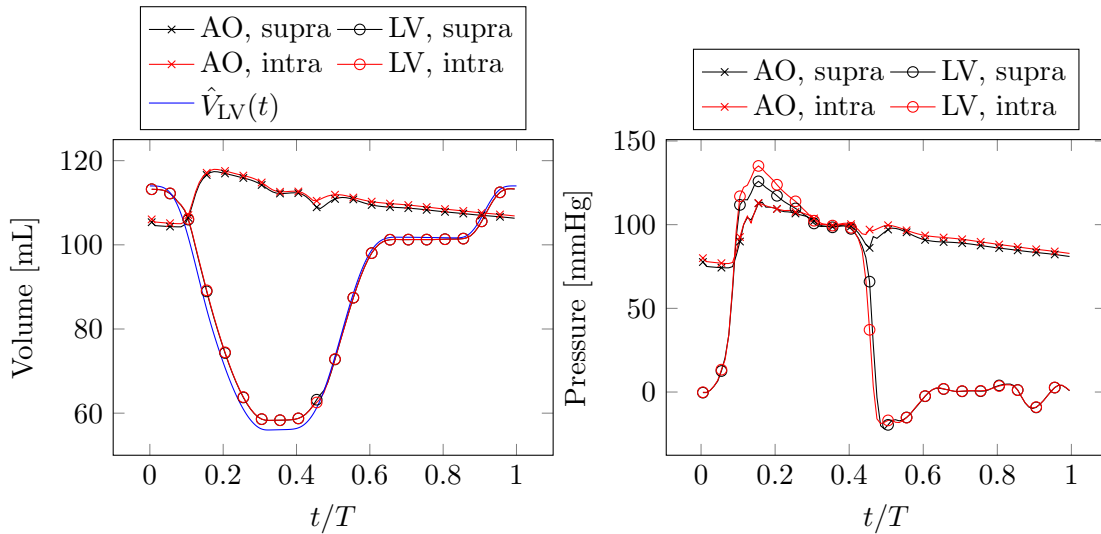 AO, supra LV, supra
AO, intra LV, intra
V̂LV(t)
120
100
80
60
Volume [mL]
0 0.2 0.4 0.6 0.8 1
t/T
AO, supra LV, supra
AO, intra LV, intra
150
100
50
0
Pressure [mmHg]
0 0.2 0.4 0.6 0.8 1
t/T